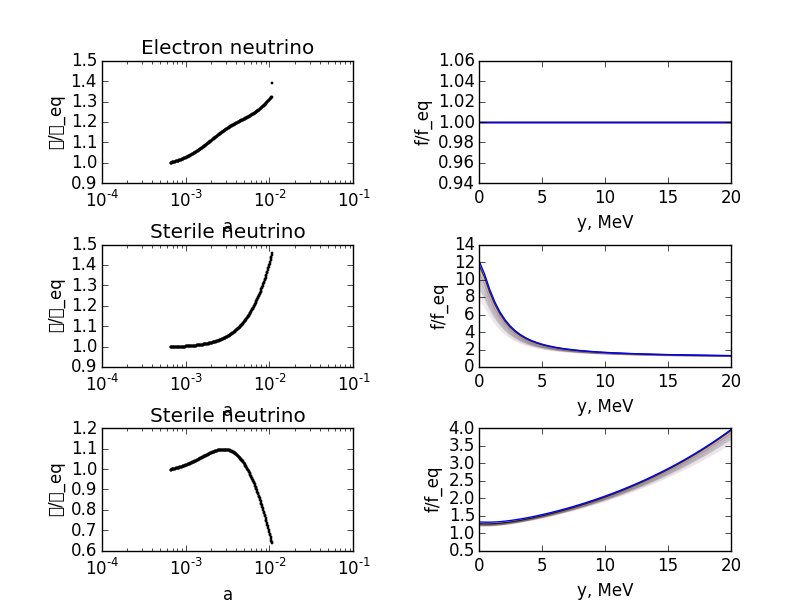 Electron neutrino
1.5
1.4
1.3
1.2
1.1
1.0
0.9
▯/▯_eq
10⁻⁴ 10⁻³ 10⁻² 10⁻¹
a
1.06
1.04
1.02
1.00
0.98
0.96
0.94
f/f_eq
0 5 10 15 20
y, MeV
Sterile neutrino
1.5
1.4
1.3
1.2
1.1
1.0
0.9
▯/▯_eq
10⁻⁴ 10⁻³ 10⁻² 10⁻¹
a
14
12
10
8
6
4
2
0
f/f_eq
0 5 10 15 20
y, MeV
Sterile neutrino
1.2
1.1
1.0
0.9
0.8
0.7
0.6
▯/▯_eq
10⁻⁴ 10⁻³ 10⁻² 10⁻¹
a
4.0
3.5
3.0
2.5
2.0
1.5
1.0
0.5
f/f_eq
0 5 10 15 20
y, MeV